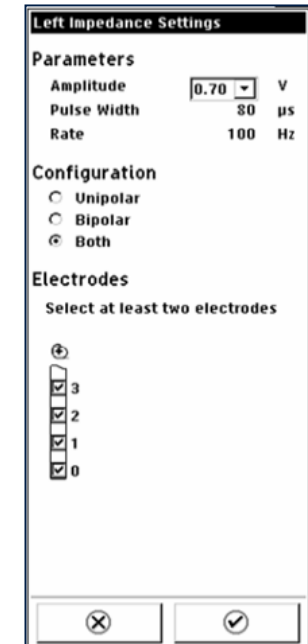 Left Impedance Settings
Parameters
Amplitude 0.70 V
Pulse Width 80 µs
Rate 100 Hz
Configuration
Unipolar
Bipolar
Both
Electrodes
Select at least two electrodes
3
2
1
0